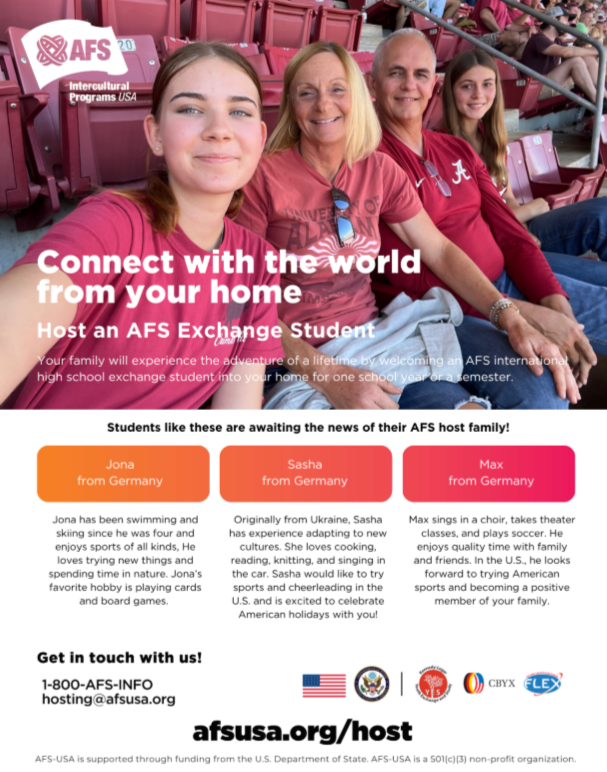 AFS
20
Intercultural
Programs USA
UNIVERSITY OF
ALABAMA
A
Connect with the world
from your home
Host an AFS Exchange Student
Your family will experience the adventure of a lifetime by welcoming an AFS international
high school exchange student into your home for one school year or a semester.
Students like these are awaiting the news of their AFS host family!
Jona
from Germany
Sasha
from Germany
Max
from Germany
Jona has been swimming and
skiing since he was four and
enjoys sports of all kinds, He
loves trying new things and
spending time in nature. Jona's
favorite hobby is playing cards
and board games.
Originally from Ukraine, Sasha
has experience adapting to new
cultures. She loves cooking,
reading, knitting, and singing in
the car. Sasha would like to try
sports and cheerleading in the
U.S. and is excited to celebrate
American holidays with you!
Max sings in a choir, takes theater
classes, and plays soccer. He
enjoys quality time with family
and friends. In the U.S., he looks
forward to trying American
sports and becoming a positive
member of your family.
Get in touch with us!
1-800-AFS-INFO
hosting@afsusa.org
YES
CBYX
FLEX
afsusa.org/host
AFS-USA is supported through funding from the U.S. Department of State. AFS-USA is a 501(c)(3) non-profit organization.